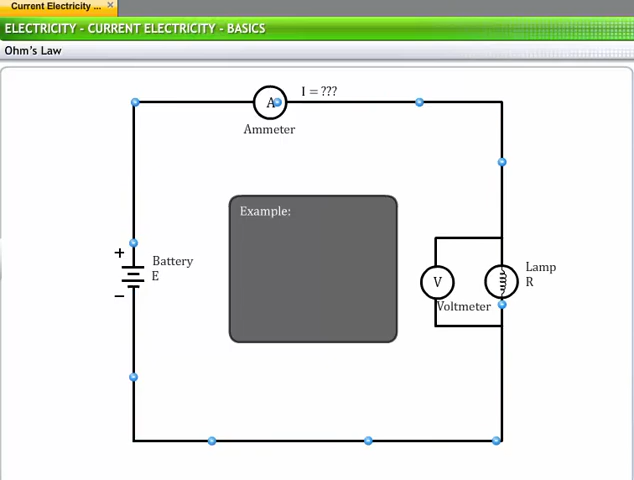 Current Electricity ...
ELECTRICITY - CURRENT ELECTRICITY - BASICS
Ohm's Law
A
I = ???
Ammeter
Example:
+
Battery
E
−
V
Voltmeter
Lamp
R